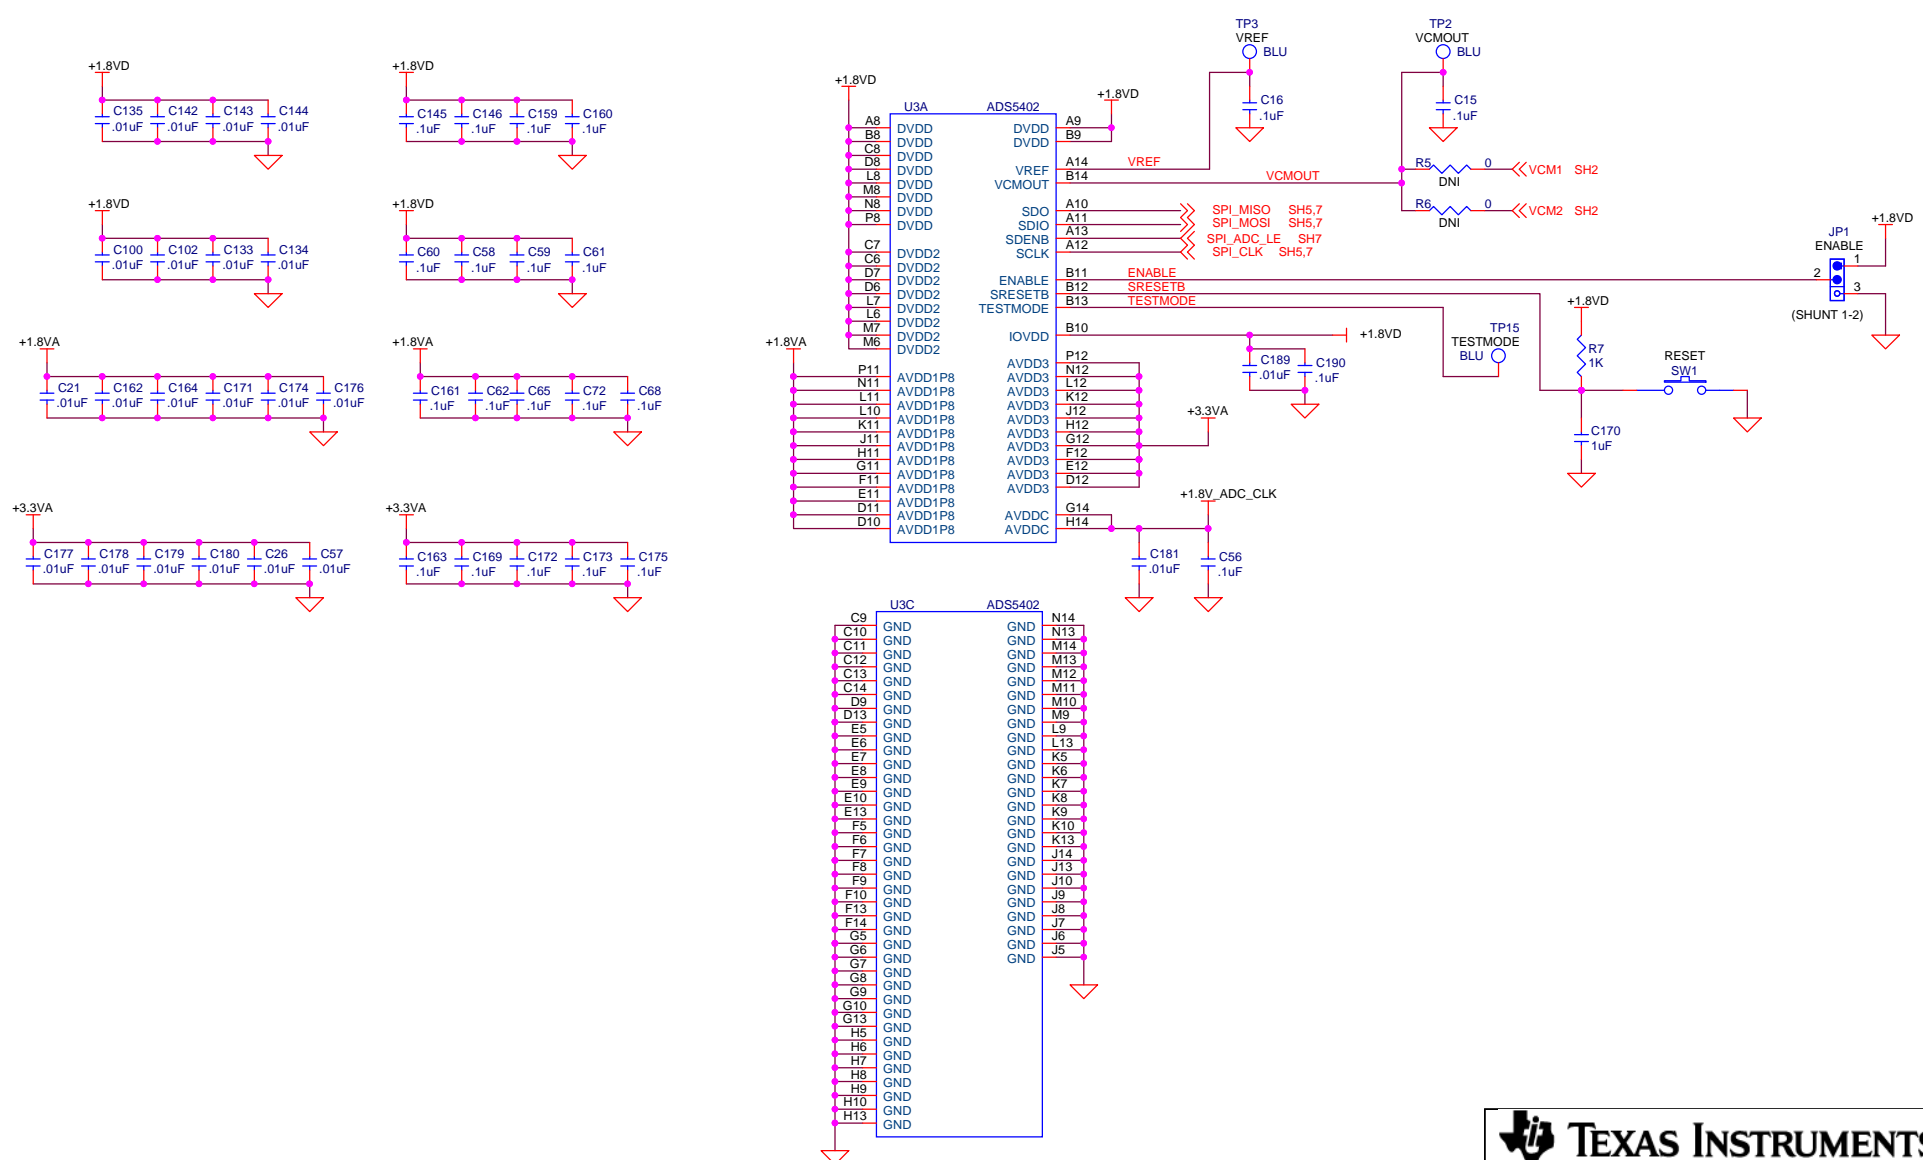 +1.8VD
C135 C142 C143 C144
.01uF .01uF .01uF .01uF
+1.8VD
C145 C146 C159 C160
.1uF .1uF .1uF .1uF
+1.8VD
C100 C102 C133 C134
.01uF .01uF .01uF .01uF
+1.8VD
C60 C58 C59 C61
.1uF .1uF .1uF .1uF
+1.8VA
C21 C162 C164 C171 C174 C176
.01uF .01uF .01uF .01uF .01uF .01uF
+1.8VA
C161 C62 C65 C72 C68
.1uF .1uF .1uF .1uF .1uF
+3.3VA
C177 C178 C179 C180 C26 C57
.01uF .01uF .01uF .01uF .01uF .01uF
+3.3VA
C163 C169 C172 C173 C175
.1uF .1uF .1uF .1uF .1uF
+1.8VD
U3A ADS5402
A8 DVDD
B8 DVDD
C8 DVDD
D8 DVDD
L8 DVDD
M8 DVDD
N8 DVDD
P8 DVDD
C7 DVDD2
C6 DVDD2
D7 DVDD2
D6 DVDD2
L7 DVDD2
L6 DVDD2
M7 DVDD2
M6 DVDD2
+1.8VA
P11 AVDD1P8
N11 AVDD1P8
L11 AVDD1P8
L10 AVDD1P8
K11 AVDD1P8
J11 AVDD1P8
H11 AVDD1P8
G11 AVDD1P8
F11 AVDD1P8
E11 AVDD1P8
D11 AVDD1P8
D10 AVDD1P8
+1.8VD
DVDD A9
DVDD B9
VREF A14 VREF
VCMOUT B14 VCMOUT
SDO A10 SPI_MISO SH5,7
SDIO A11 SPI_MOSI SH5,7
SDENB A13 SPI_ADC_LE SH7
SCLK A12 SPI_CLK SH5,7
ENABLE B11 ENABLE
SRESETB B12 SRESETB
TESTMODE B13 TESTMODE
IOVDD B10 +1.8VD
AVDD3 P12
AVDD3 N12
AVDD3 L12
AVDD3 K12
AVDD3 J12
AVDD3 H12
AVDD3 G12
AVDD3 F12
AVDD3 E12
AVDD3 D12
AVDDC G14
AVDDC H14
TP3
VREF
BLU
C16
.1uF
TP2
VCMOUT
BLU
C15
.1uF
R5 0 VCM1 SH2
DNI
R6 0 VCM2 SH2
DNI
+1.8VD
JP1
ENABLE
1
2
3
(SHUNT 1-2)
C189 C190
.01uF .1uF
+3.3VA
TP15
TESTMODE
BLU
+1.8VD
R7
1K
RESET
SW1
C170
1uF
+1.8V_ADC_CLK
C181 C56
.01uF .1uF
U3C ADS5402
C9 GND GND N14
C10 GND GND N13
C11 GND GND M14
C12 GND GND M13
C13 GND GND M12
C14 GND GND M11
D9 GND GND M10
D13 GND GND M9
E5 GND GND L9
E6 GND GND L13
E7 GND GND K5
E8 GND GND K6
E9 GND GND K7
E10 GND GND K8
E13 GND GND K9
F5 GND GND K10
F6 GND GND K13
F7 GND GND J14
F8 GND GND J13
F9 GND GND J10
F10 GND GND J9
F13 GND GND J8
F14 GND GND J7
G5 GND GND J6
G6 GND GND J5
G7 GND
G8 GND
G9 GND
G10 GND
G13 GND
H5 GND
H6 GND
H7 GND
H8 GND
H9 GND
H10 GND
H13 GND
TEXAS INSTRUMENTS